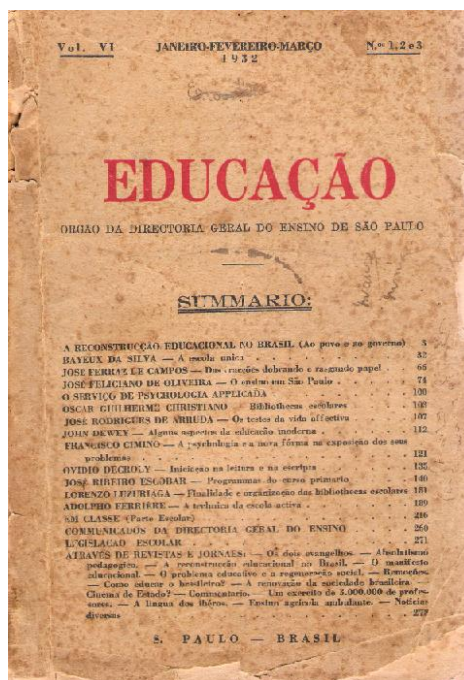 Vol. VI JANEIRO-FEVEREIRO-MARÇO N.os 1, 2 e 3
1932
EDUCAÇÃO
ORGAO DA DIRECTORIA GERAL DO ENSINO DE SÃO PAULO
SUMMARIO:
A RECONSTRUCÇÃO EDUCACIONAL NO BRASIL (Ao povo e ao governo) 3
BAYEUX DA SILVA — A escola unica 32
JOSE FERRAZ DE CAMPOS — Das fracções dobrando e rasgando papel 65
JOSÉ FELICIANO DE OLIVEIRA — O ensino em São Paulo 74
O SERVIÇO DE PSYCHOLOGIA APPLICADA 100
OSCAR GUILHERME CHRISTIANO — Bibliothecas escolares 103
JOSÉ RODRIGUES DE ARRUDA — Os testes da vida affectiva 107
JOHN DEWEY — Alguns aspectos da educação moderna 112
FRANCISCO CIMINO — A psychologia e a nova fórma na exposição dos seus
problemas 121
OVIDIO DECROLY — Iniciação na leitura e na escripta 135
JOSÉ RIBEIRO ESCOBAR — Programmas do curso primario 140
LORENZO LUZURIAGA — Finalidade e organização das bibliothecas escolares 181
ADOLPHO FERRIÉRE — A technica da escola activa 189
EM CLASSE (Parte Escolar) 216
COMMUNICADOS DA DIRECTORIA GERAL DO ENSINO 260
LEGISLAÇÃO ESCOLAR 271
ATRAVÉS DE REVISTAS E JORNAES: — Os dois evangelhos. — Absolutismo
pedagogico. — A reconstrucção educacional no Brasil. — O manifesto
educacional. — O problema educativo e a regeneração social. — Remoções.
— Como educar o brasileiro? — A renovação da sociedade brasileira —
Cinema de Estado? — Commentario. — Um exercito de 3.000.000 de profes-
sores. — A lingua dos ibéros. — Ensino agricola ambulante. — Noticias
diversas 279
S. PAULO — BRASIL